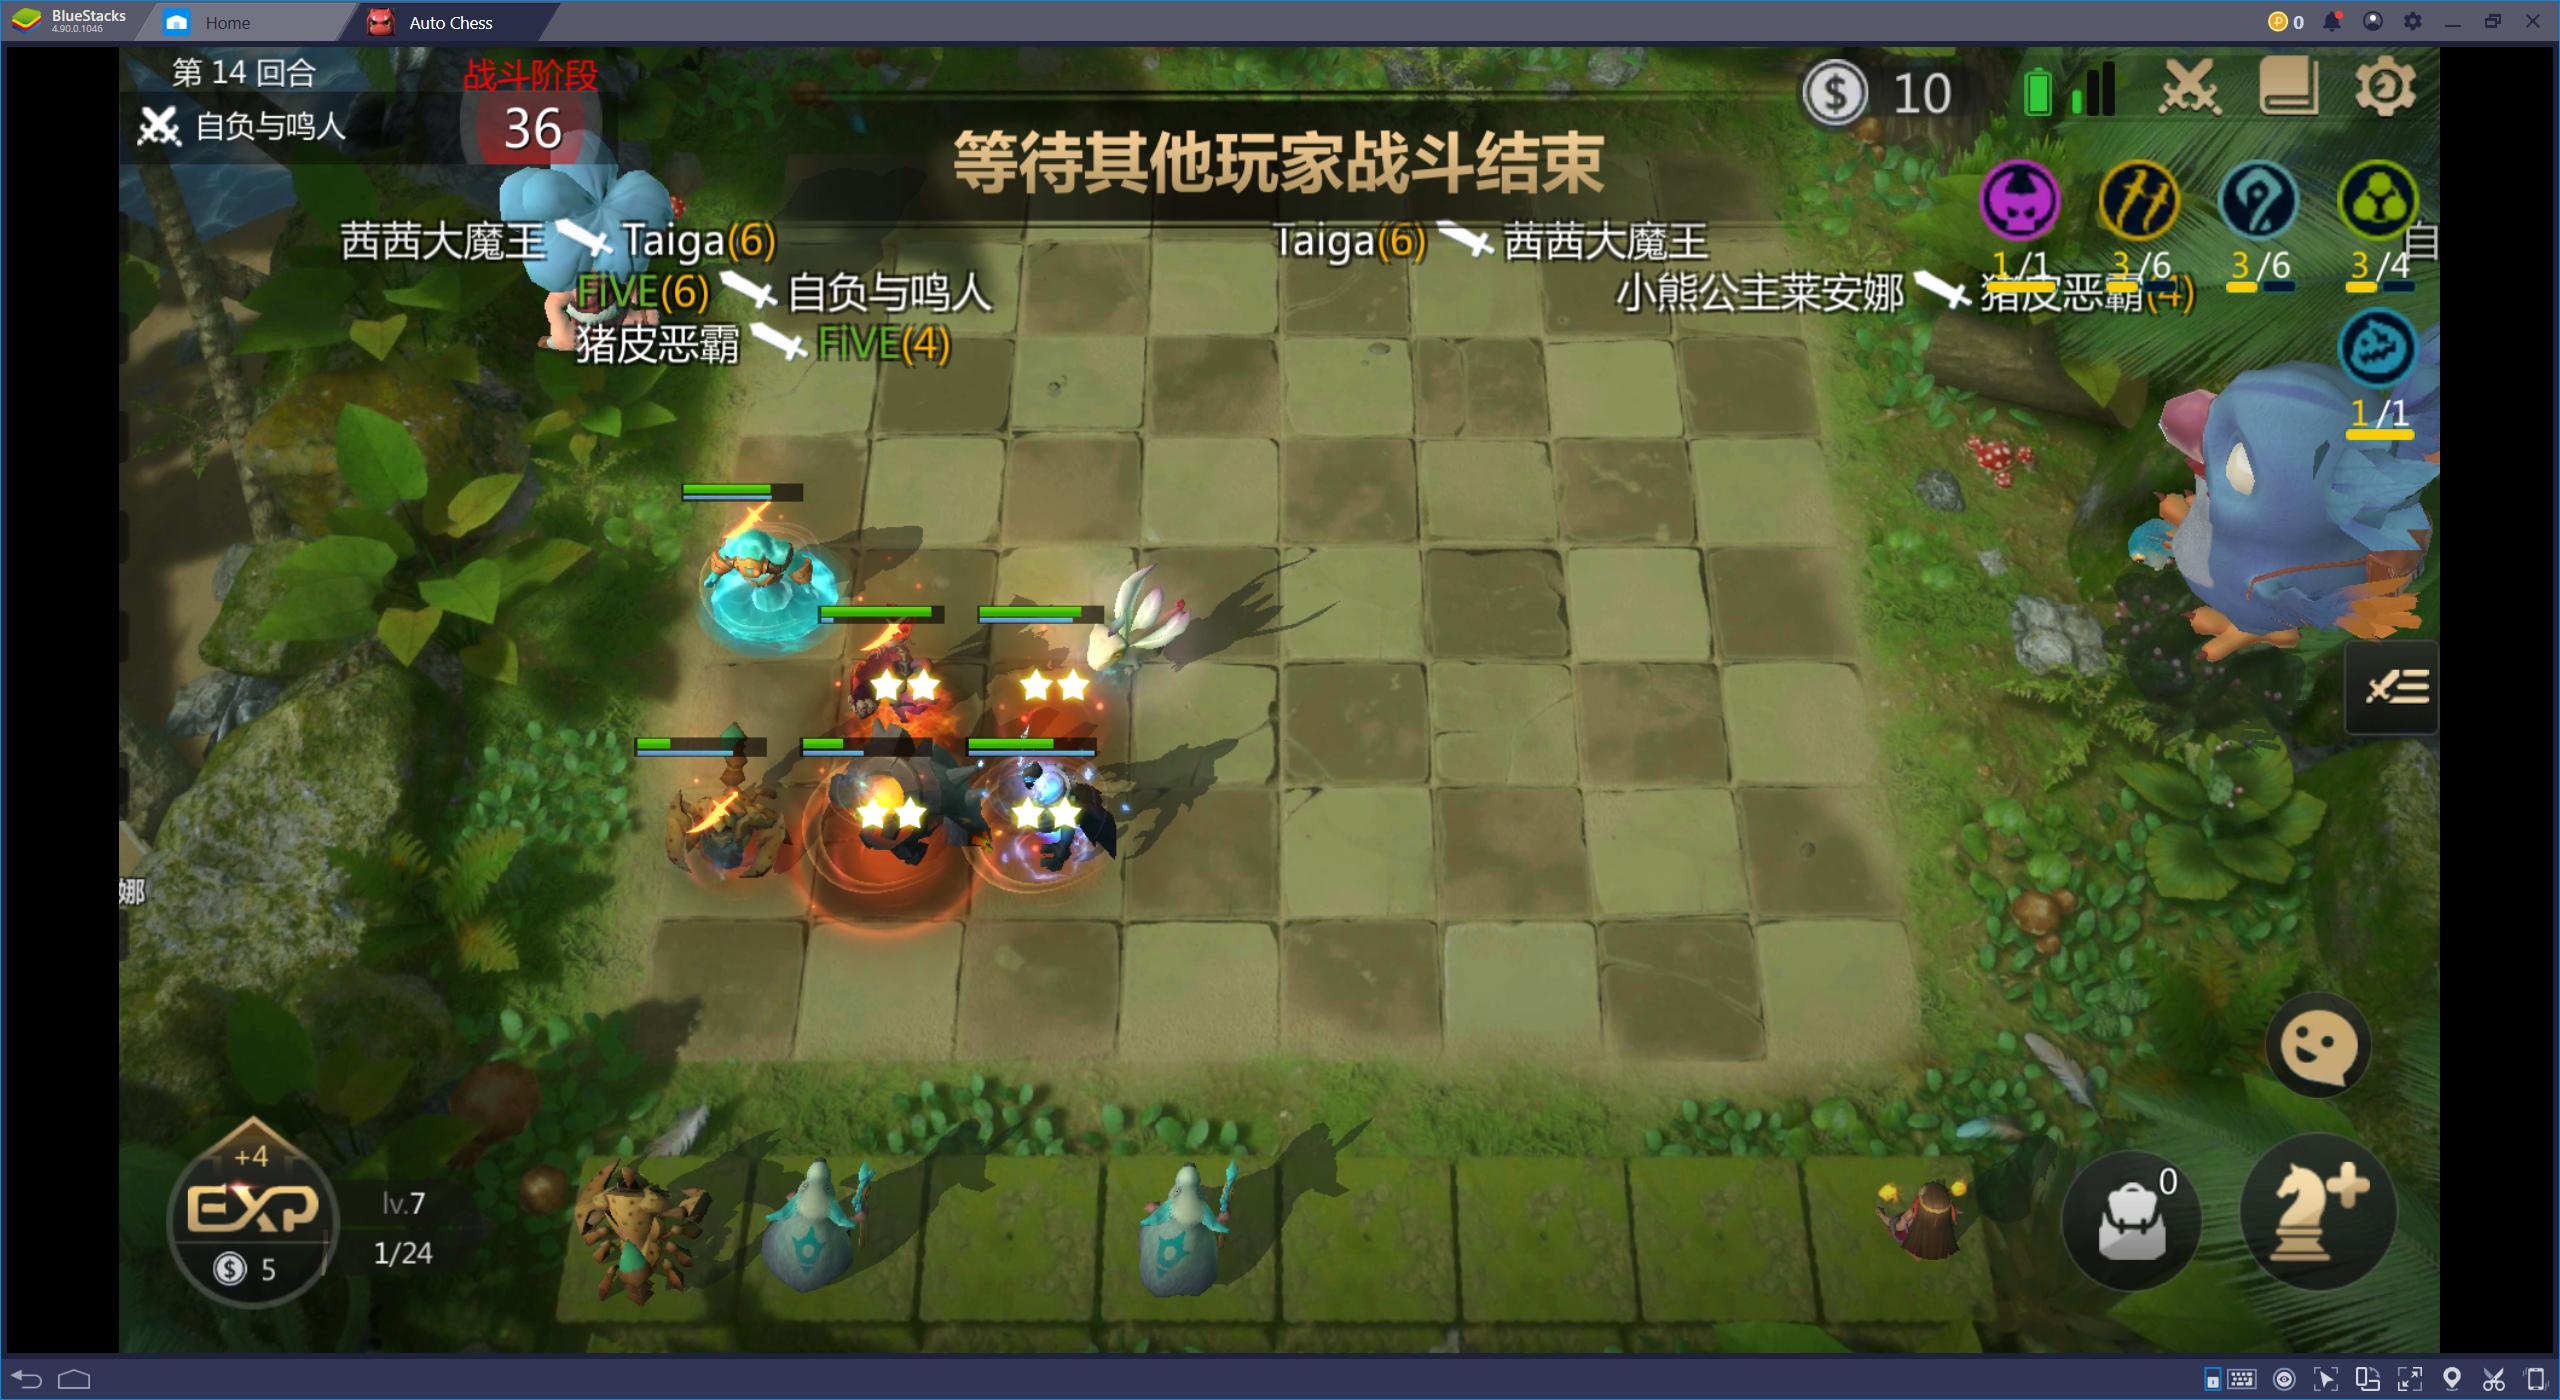 BlueStacks
4.90.0.1046
Home
Auto Chess
0
第 14 回合
战斗阶段
自负与鸣人
36
等待其他玩家战斗结束
10
茜茜大魔王 Taiga(6)
FiVE(6) 自负与鸣人
猪皮恶霸 FiVE(4)
Taiga(6) 茜茜大魔王
小熊公主莱安娜 猪皮恶霸(4)
1/1
3/6
3/6
3/4
自
1/1
娜
+4
EXP
5
lv.7
1/24
0